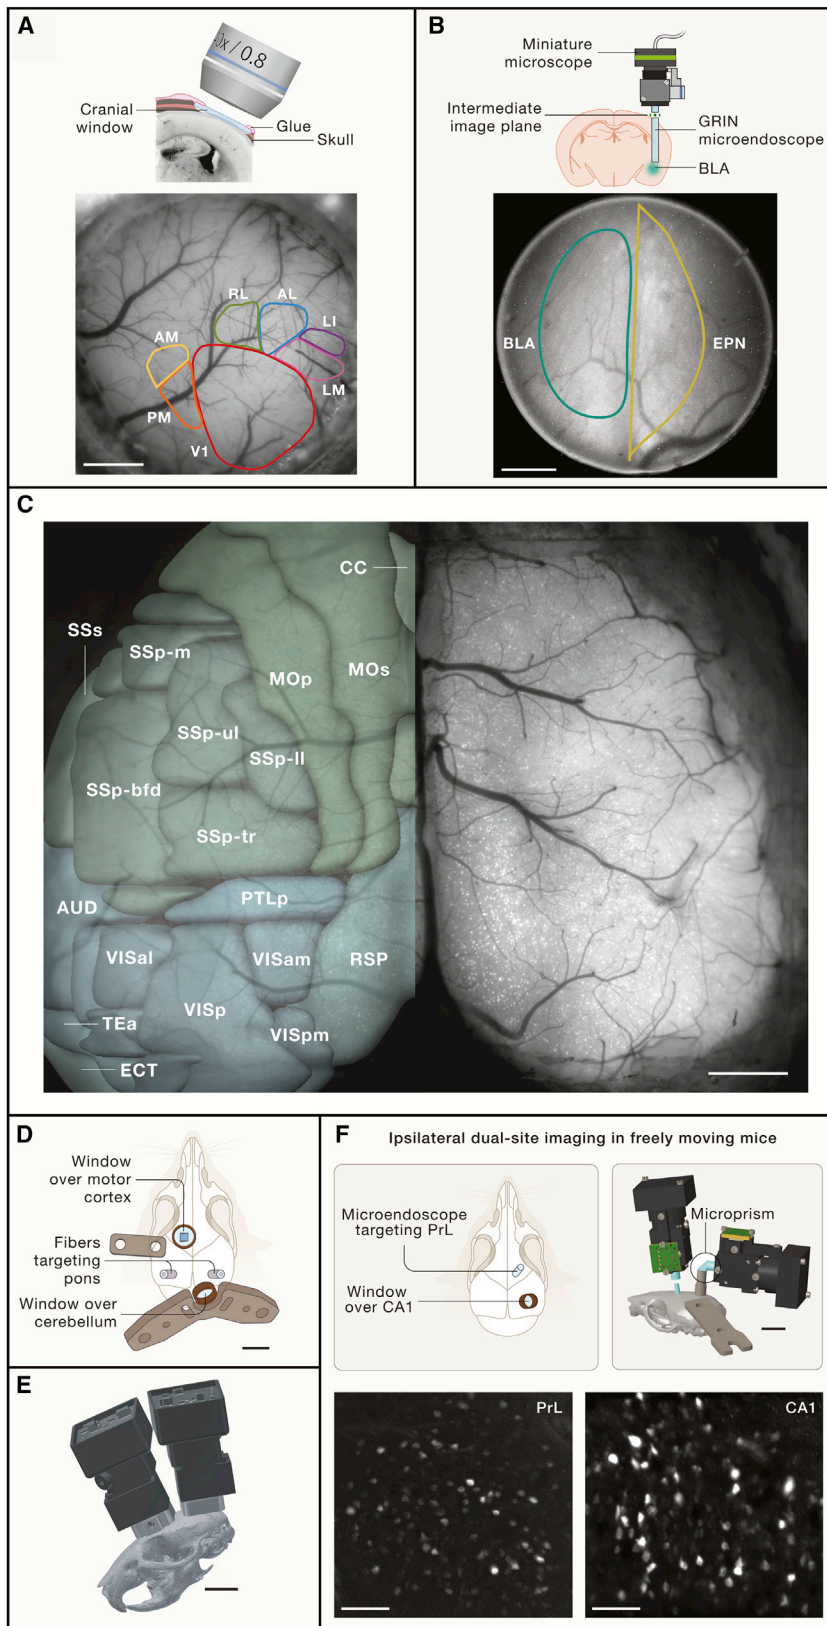 A
-0x / 0.8
Cranial
window
Glue
Skull
RL
AL
LI
AM
LM
PM
V1
B
Miniature
microscope
Intermediate
image plane
GRIN
microendoscope
BLA
BLA
EPN
C
CC
SSs
SSp-m
MOp
MOs
SSp-ul
SSp-ll
SSp-bfd
SSp-tr
AUD
PTLp
VISal
VISam
RSP
VISp
TEa
VISpm
ECT
D
Window
over motor
cortex
Fibers
targeting
pons
Window over
cerebellum
E
F
Ipsilateral dual-site imaging in freely moving mice
Microendoscope
targeting PrL
Window
over CA1
Microprism
PrL
CA1